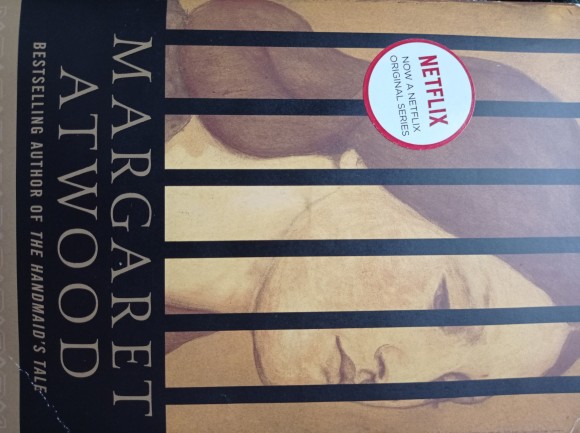 NETFLIX
NOW A NETFLIX
ORIGINAL SERIES
MARGARET
ATWOOD
BESTSELLING AUTHOR OF THE HANDMAID'S TALE